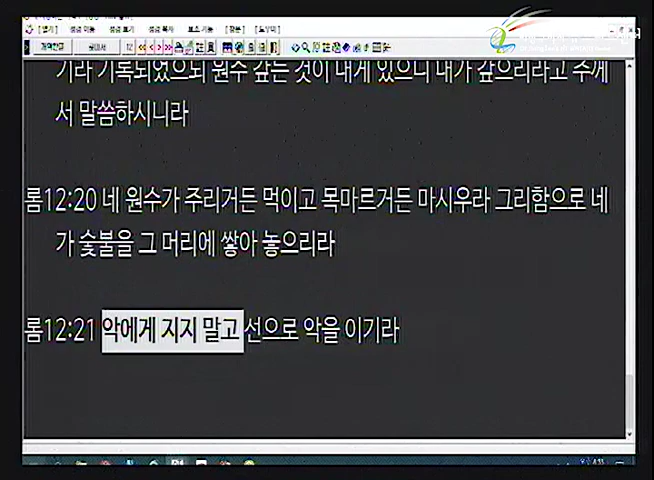 기라 기록되었으되 원수 갚는 것이 내게 있으니 내가 갚으리라고 주께
서 말씀하시니라
롬12:20 네 원수가 주리거든 먹이고 목마르거든 마시우라 그리함으로 네
가 숯불을 그 머리에 쌓아 놓으리라
롬12:21 악에게 지지 말고 선으로 악을 이기라